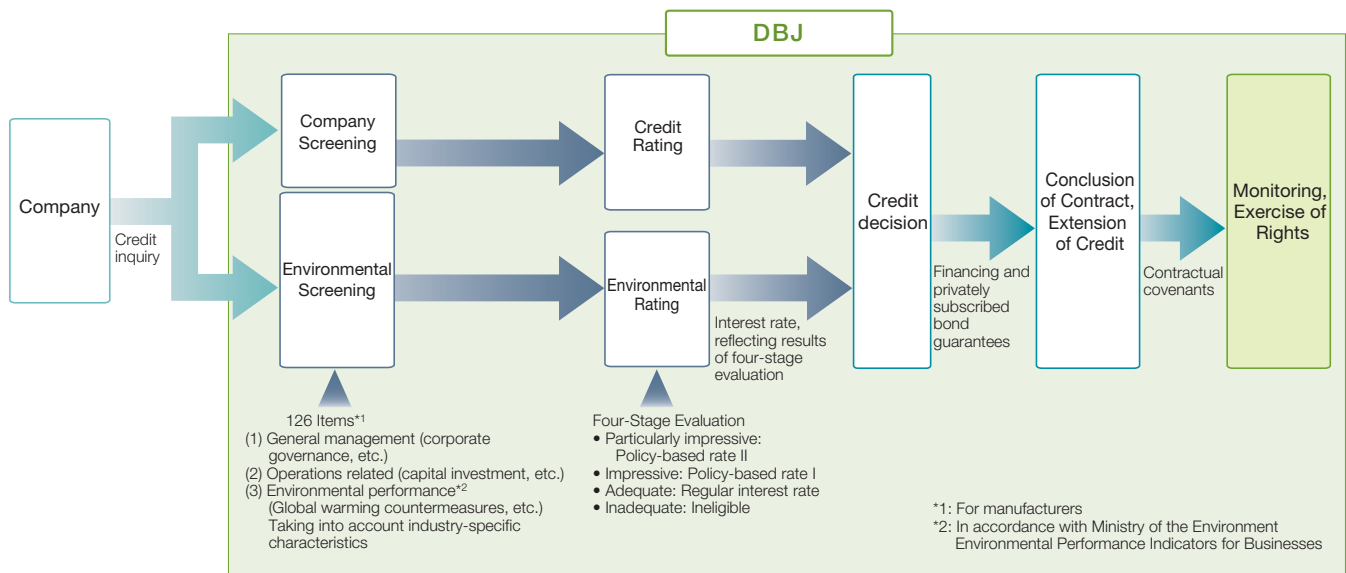 DBJ
Company
Credit
inquiry
Company
Screening
Environmental
Screening
Credit
Rating
Environmental
Rating
Interest rate,
reflecting results
of four-stage
evaluation
Credit
decision
Financing and
privately
subscribed
bond
guarantees
Conclusion
of Contract,
Extension
of Credit
Contractual
covenants
Monitoring,
Exercise of
Rights
126 Items*1
(1) General management (corporate
governance, etc.)
(2) Operations related (capital investment, etc.)
(3) Environmental performance*2
(Global warming countermeasures, etc.)
Taking into account industry-specific
characteristics
Four-Stage Evaluation
• Particularly impressive:
Policy-based rate II
• Impressive: Policy-based rate I
• Adequate: Regular interest rate
• Inadequate: Ineligible
*1: For manufacturers
*2: In accordance with Ministry of the Environment
Environmental Performance Indicators for Businesses